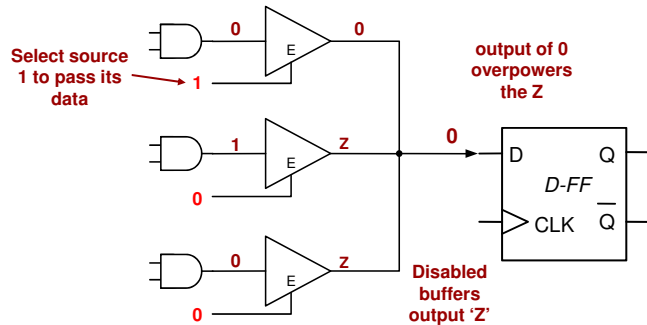 0
E
0
Select source
1 to pass its
data
1
output of 0
overpowers
the Z
1
E
Z
0
0
D
Q
D-FF
CLK
Q
0
E
Z
0
Disabled
buffers
output ‘Z’